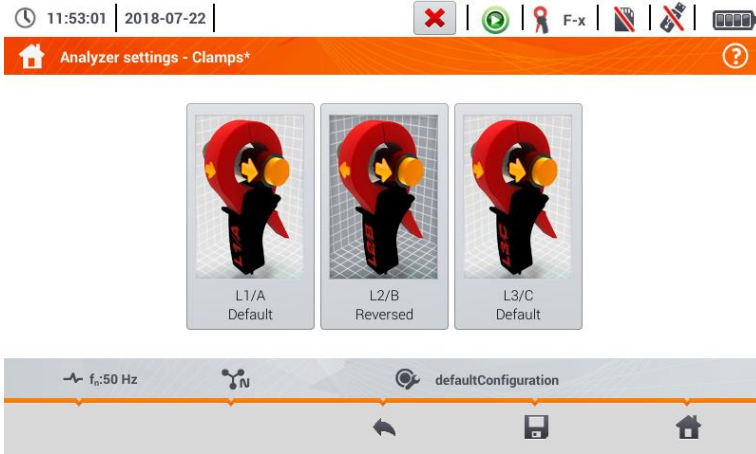 11:53:01 2018-07-22 F-x
Analyzer settings - Clamps*
?
L1/A L2B L3C
L1/A L2/B L3/C
Default Reversed Default
fn:50 Hz N defaultConfiguration